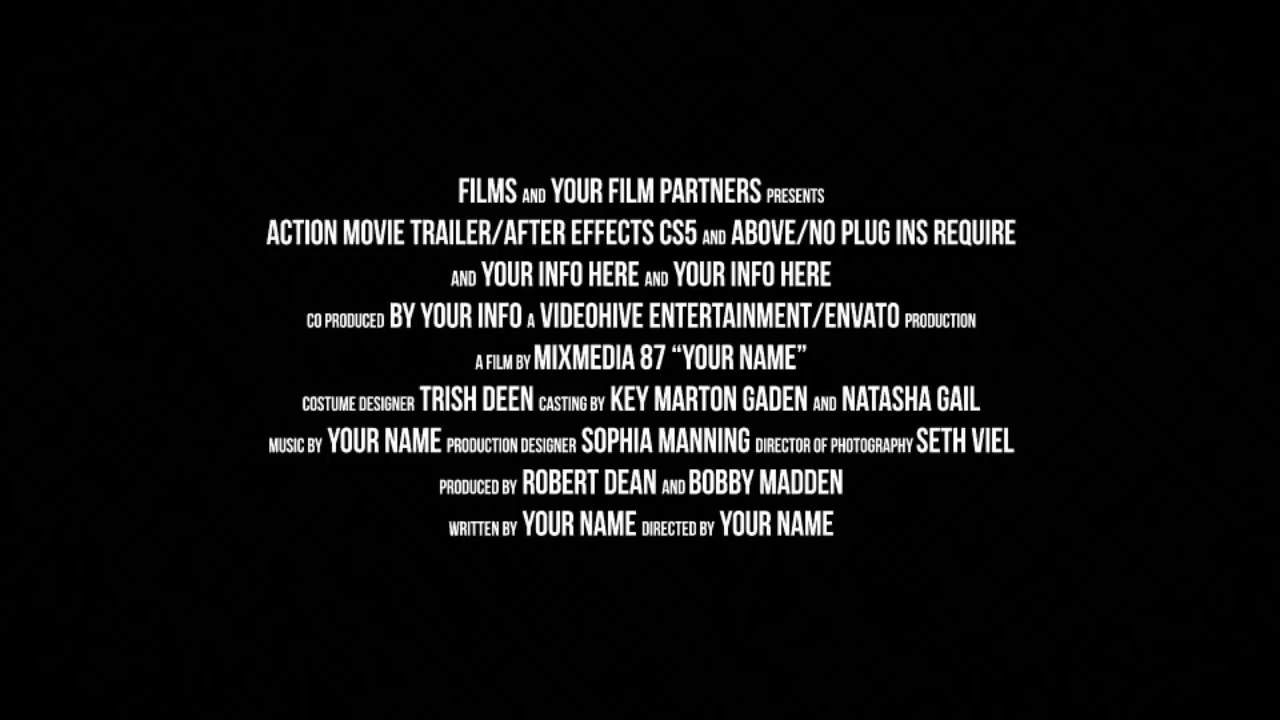 FILMS AND YOUR FILM PARTNERS PRESENTS
ACTION MOVIE TRAILER/AFTER EFFECTS CS5 AND ABOVE/NO PLUG INS REQUIRE
AND YOUR INFO HERE AND YOUR INFO HERE
CO PRODUCED BY YOUR INFO A VIDEOHIVE ENTERTAINMENT/ENVATO PRODUCTION
A FILM BY MIXMEDIA 87 “YOUR NAME”
COSTUME DESIGNER TRISH DEEN CASTING BY KEY MARTON GADEN AND NATASHA GAIL
MUSIC BY YOUR NAME PRODUCTION DESIGNER SOPHIA MANNING DIRECTOR OF PHOTOGRAPHY SETH VIEL
PRODUCED BY ROBERT DEAN AND BOBBY MADDEN
WRITTEN BY YOUR NAME DIRECTED BY YOUR NAME